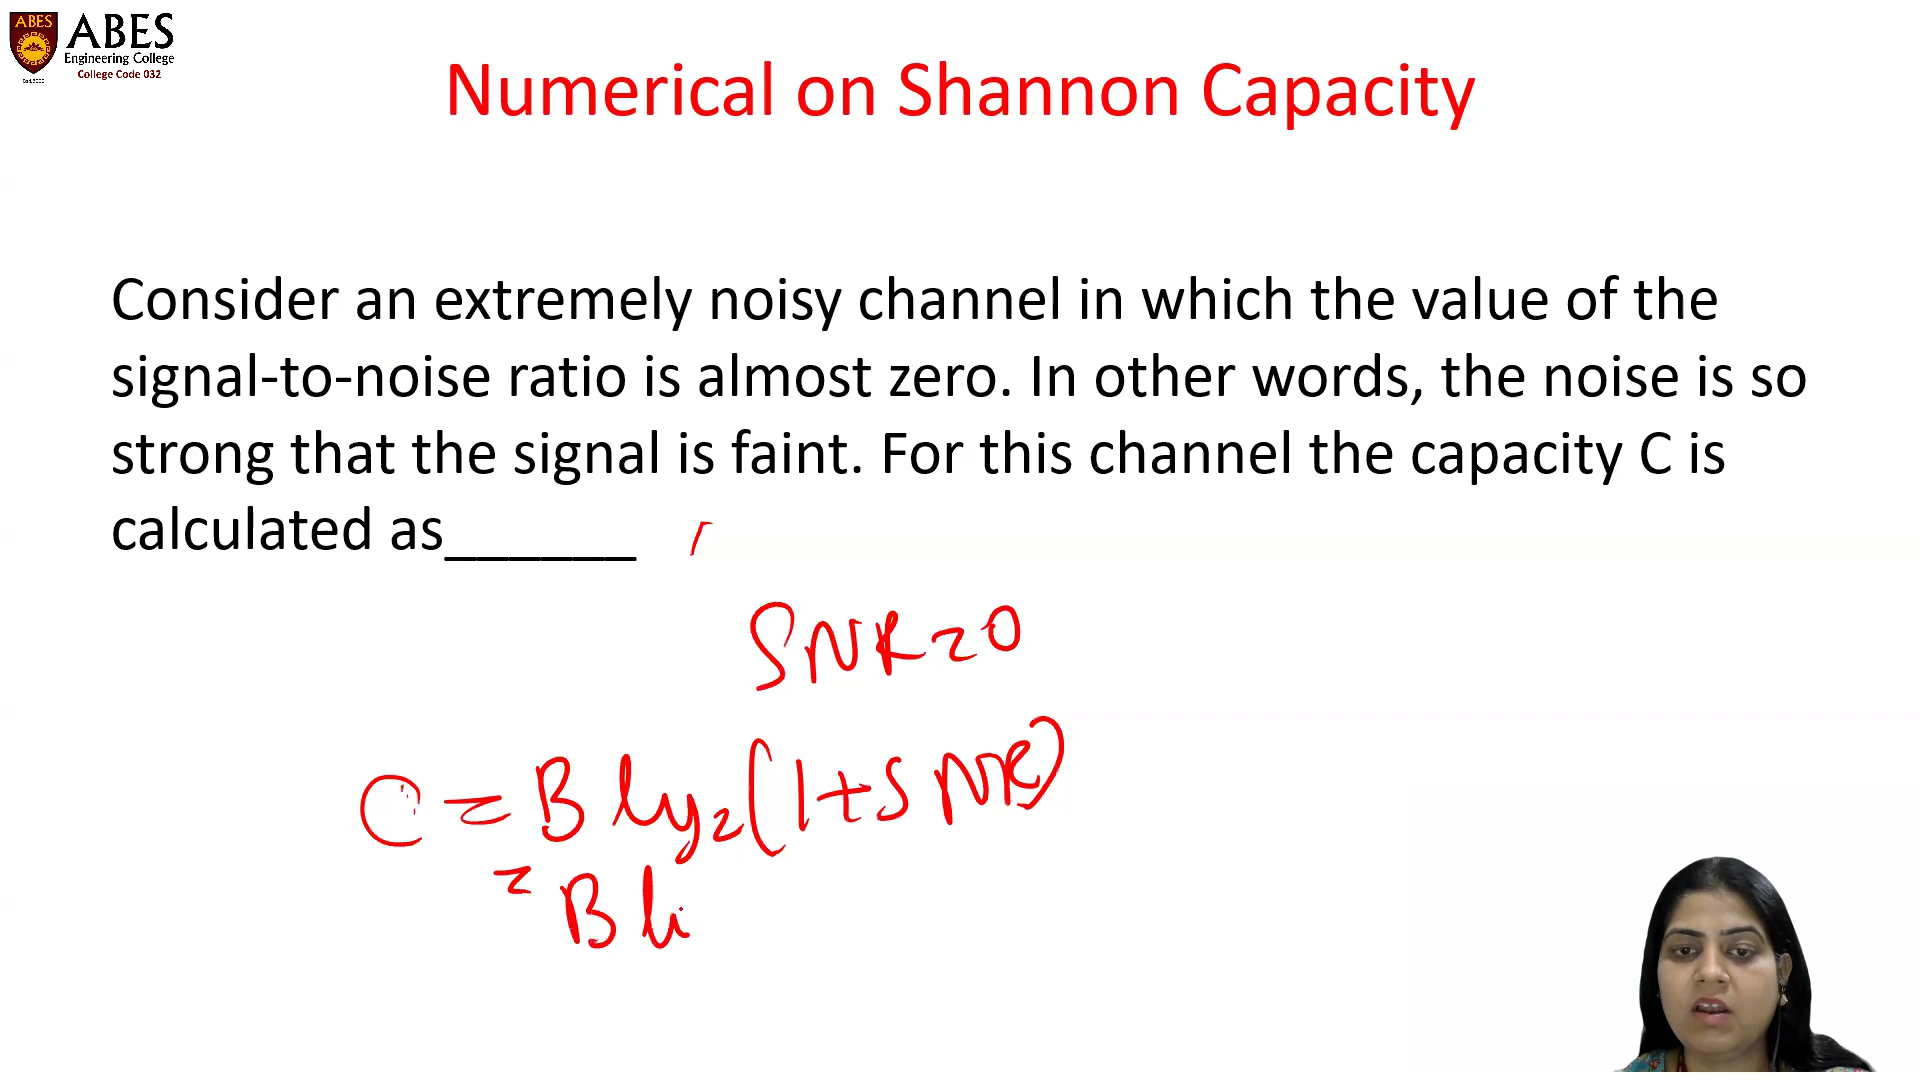 ABES
ABES
Engineering College
College Code 032
Numerical on Shannon Capacity
Consider an extremely noisy channel in which the value of the
signal-to-noise ratio is almost zero. In other words, the noise is so
strong that the signal is faint. For this channel the capacity C is
calculated as______
SNR=0
C = B log2(1+SNR)
= B lo